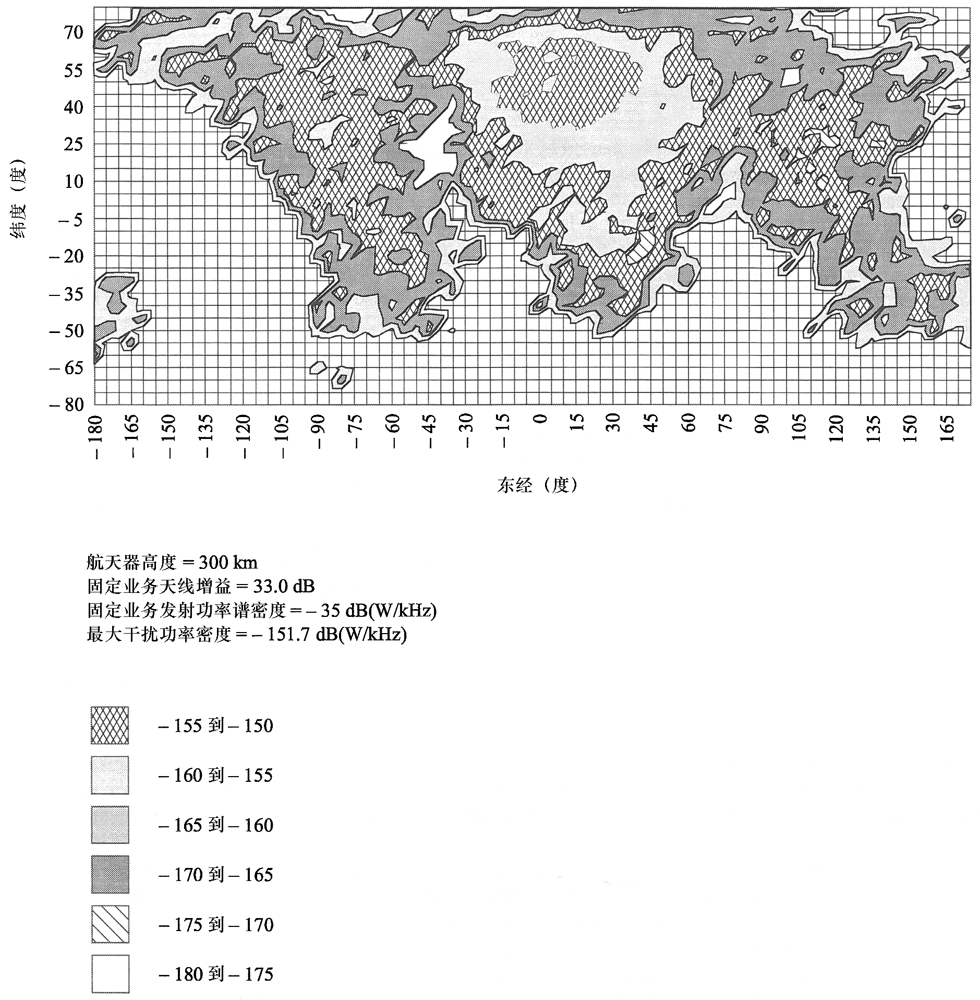 70
55
40
25
10
– 5
– 20
– 35
– 50
– 65
– 80
纬度（度）
– 180
– 165
– 150
– 135
– 120
– 105
– 90
– 75
– 60
– 45
– 30
– 15
0
15
30
45
60
75
90
105
120
135
150
165
东经（度）
航天器高度 = 300 km
固定业务天线增益 = 33.0 dB
固定业务发射功率谱密度 = – 35 dB(W/kHz)
最大干扰功率密度 = – 151.7 dB(W/kHz)
– 155 到 – 150
– 160 到 – 155
– 165 到 – 160
– 170 到 – 165
– 175 到 – 170
– 180 到 – 175